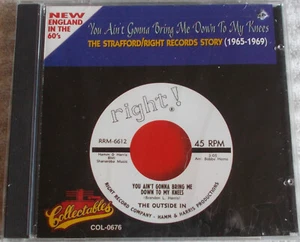 NEW
ENGLAND
IN THE
60's
You Ain't Gonna Bring Me Down To My Knees
THE STRAFFORD/RIGHT RECORDS STORY (1965-1969)
right!
RRM-6612
45 RPM
YOU AIN'T GONNA BRING ME
DOWN TO MY KNEES
THE OUTSIDE IN
RIGHT RECORD COMPANY - HAMM & HARRIS PRODUCTIONS
Collectables
COL-0676